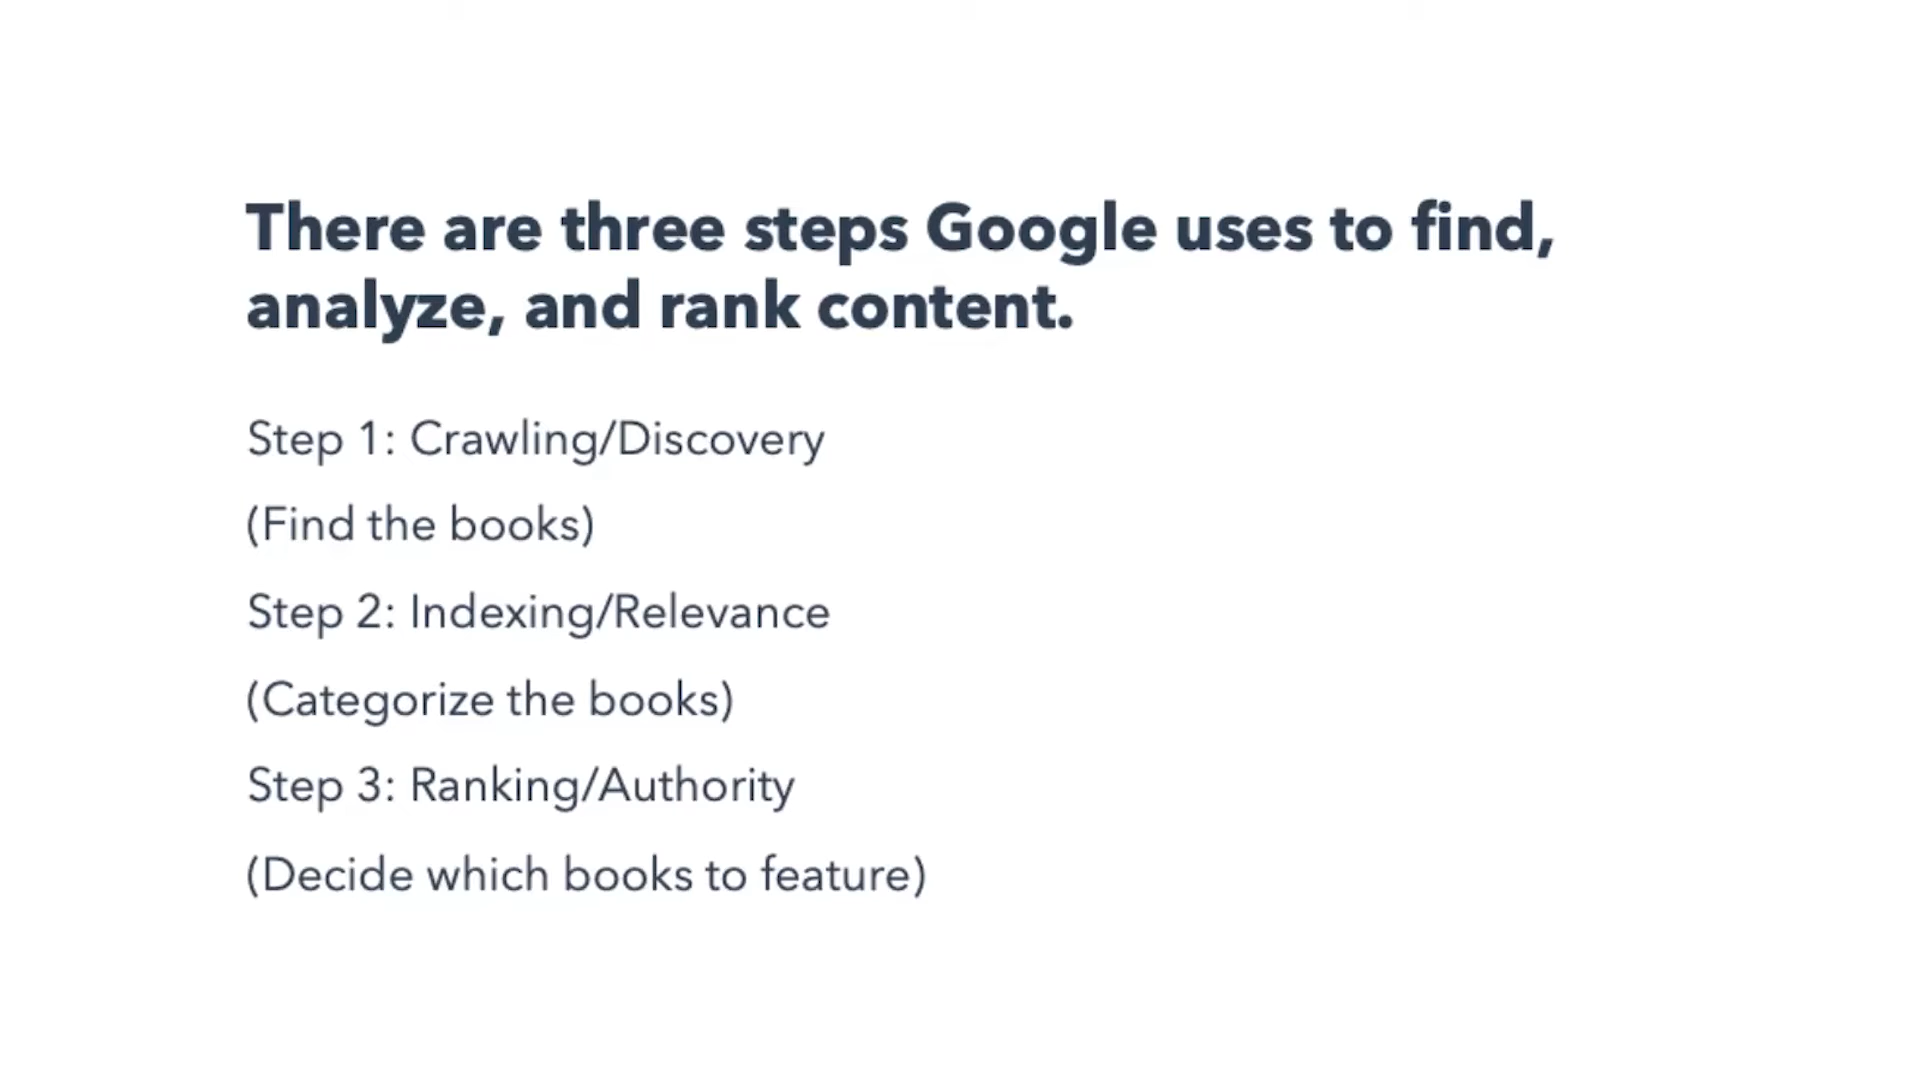 There are three steps Google uses to find,
analyze, and rank content.
Step 1: Crawling/Discovery
(Find the books)
Step 2: Indexing/Relevance
(Categorize the books)
Step 3: Ranking/Authority
(Decide which books to feature)